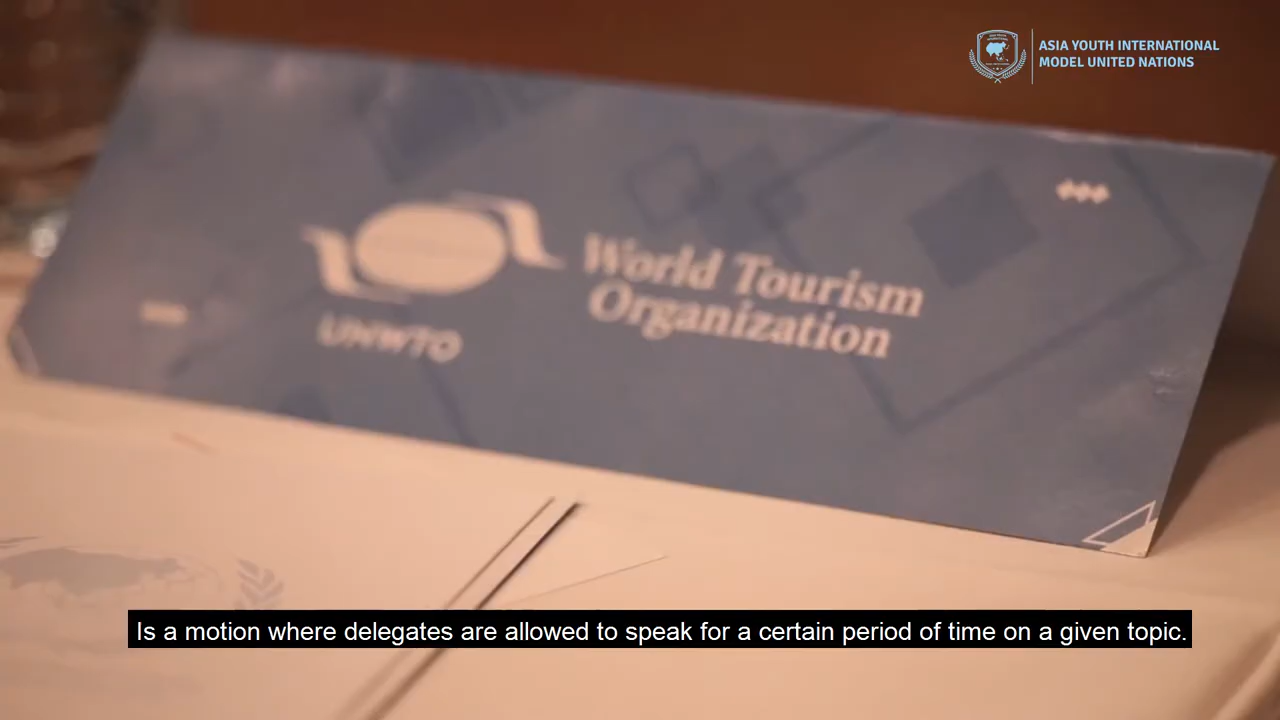 ASIA YOUTH INTERNATIONAL
MODEL UNITED NATIONS
World Tourism
Organization
UNWTO
Is a motion where delegates are allowed to speak for a certain period of time on a given topic.